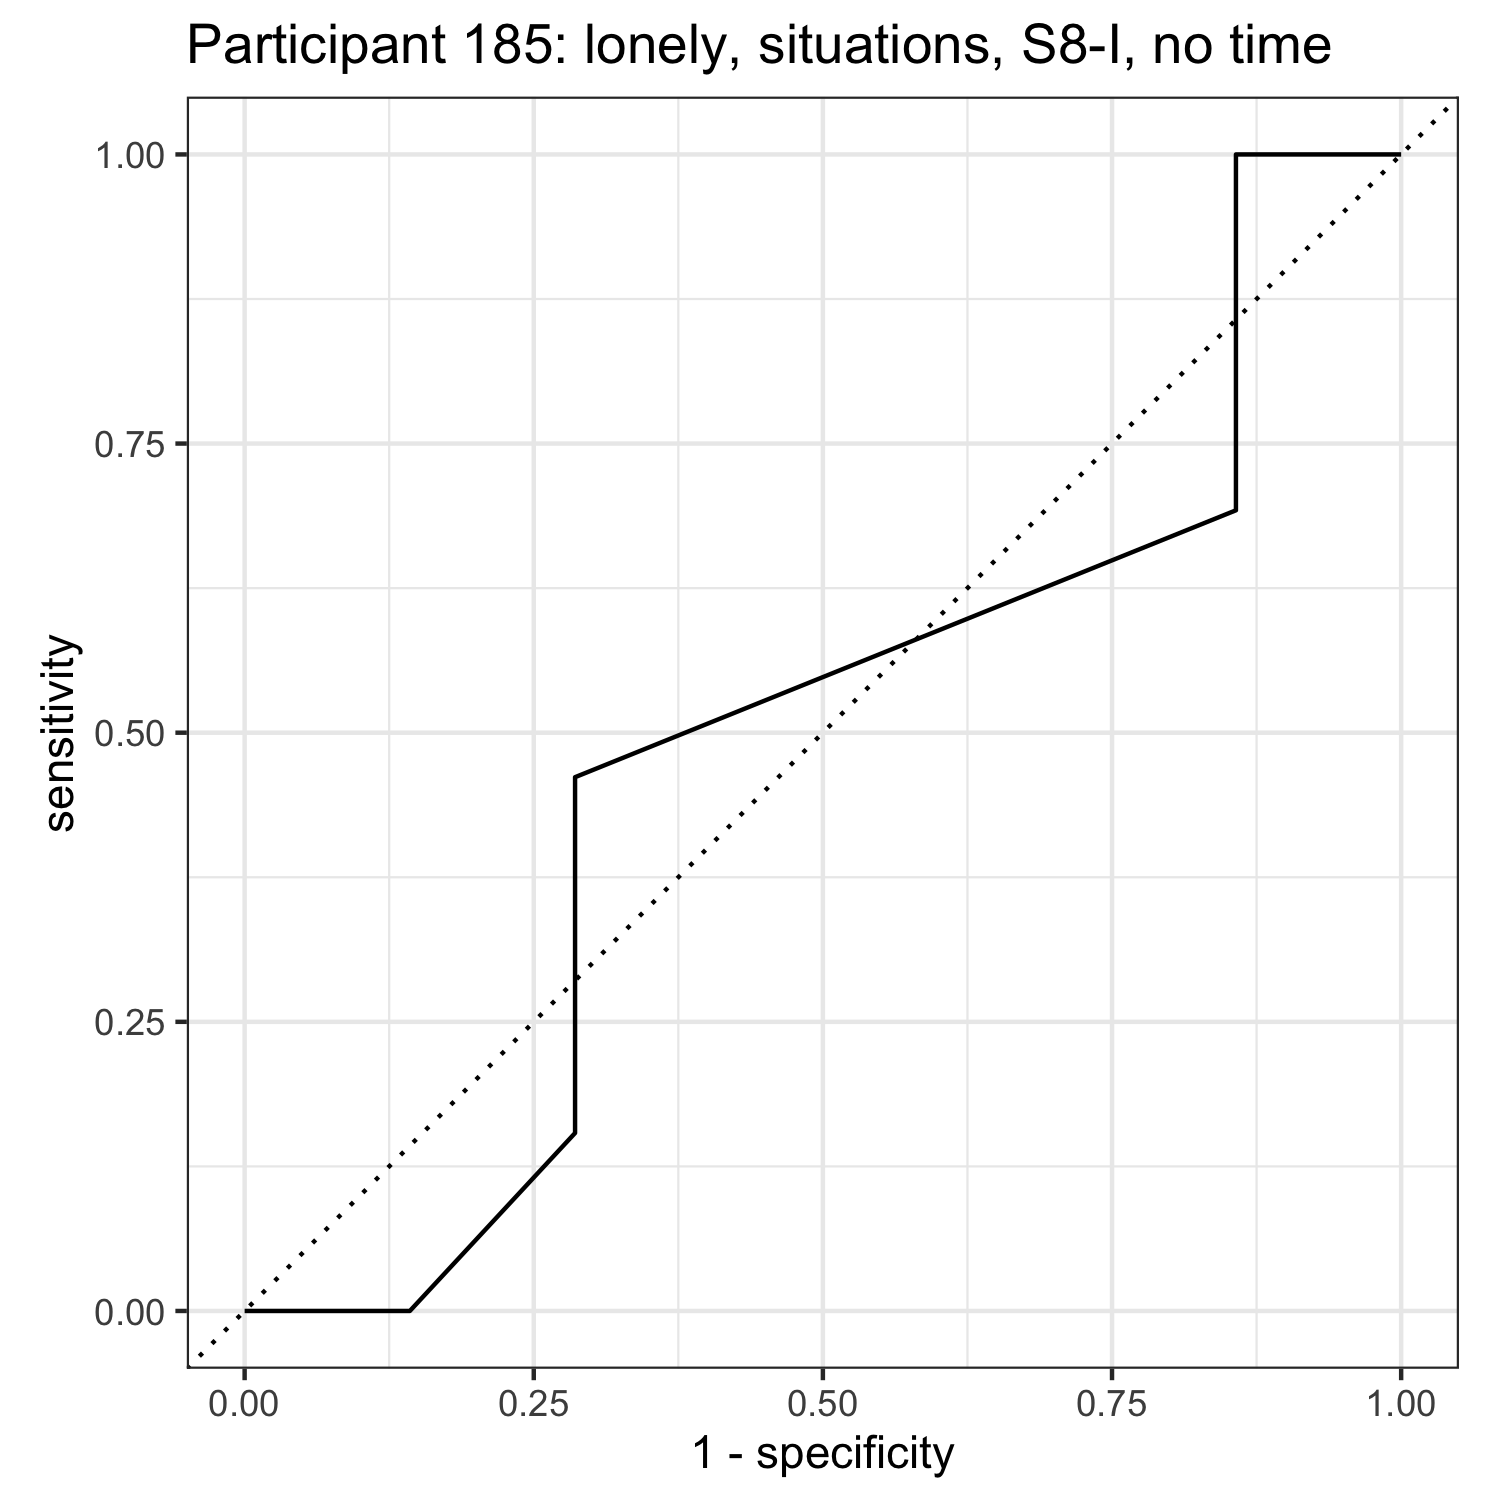 Participant 185: lonely, situations, S8-I, no time
1.00
0.75
0.50
0.25
0.00
sensitivity
0.00 0.25 0.50 0.75 1.00
1 - specificity